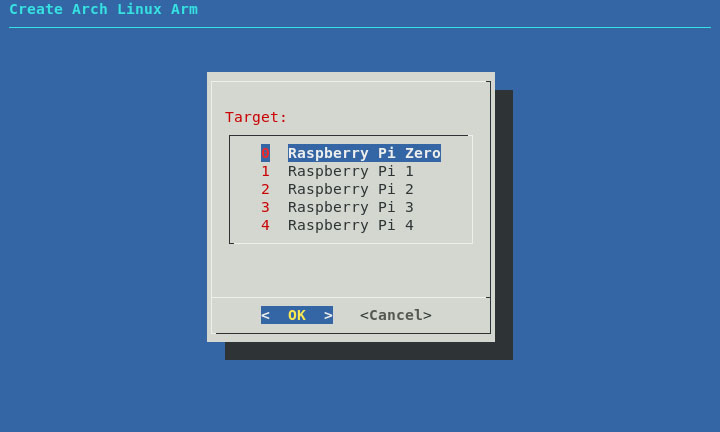 Create Arch Linux Arm
Target:
0 Raspberry Pi Zero
1 Raspberry Pi 1
2 Raspberry Pi 2
3 Raspberry Pi 3
4 Raspberry Pi 4
< OK > <Cancel>